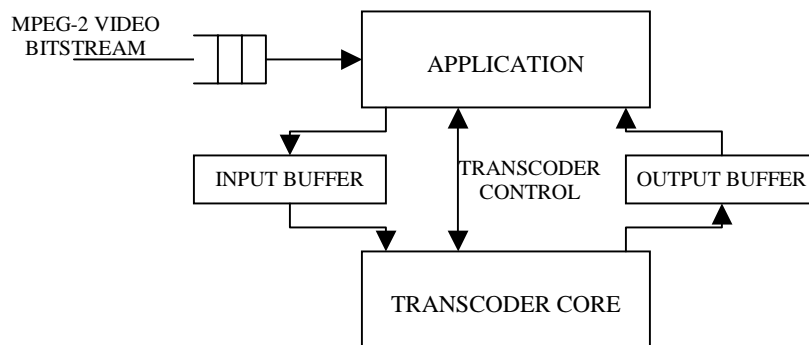 MPEG-2 VIDEO
BITSTREAM
APPLICATION
INPUT BUFFER
TRANSCODER
CONTROL
OUTPUT BUFFER
TRANSCODER CORE